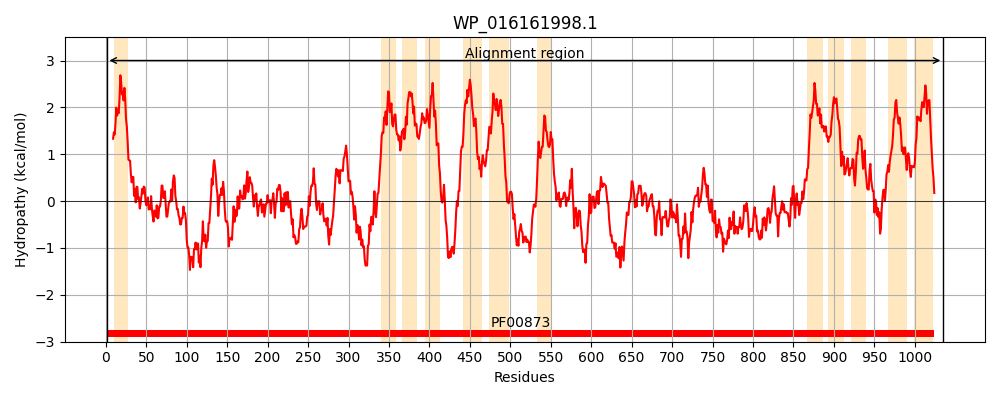 WP_016161998.1
Hydropathy (kcal/mol)
3
2
1
0
−1
−2
−3
Alignment region
PF00873
0 50 100 150 200 250 300 350 400 450 500 550 600 650 700 750 800 850 900 950 1000
Residues